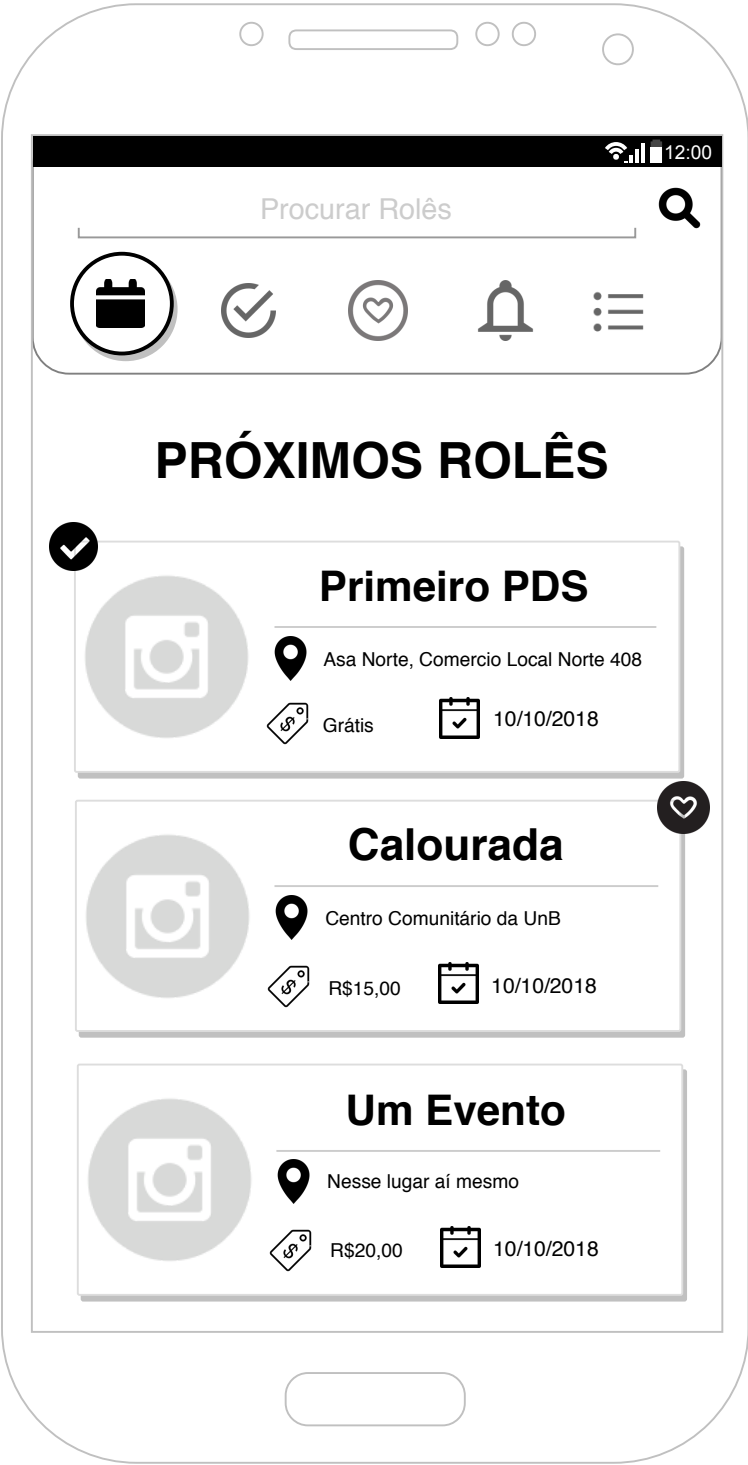 12:00
Procurar Rolês
PRÓXIMOS ROLÊS
Primeiro PDS
Asa Norte, Comercio Local Norte 408
Grátis
10/10/2018
Calourada
Centro Comunitário da UnB
R$15,00
10/10/2018
Um Evento
Nesse lugar aí mesmo
R$20,00
10/10/2018